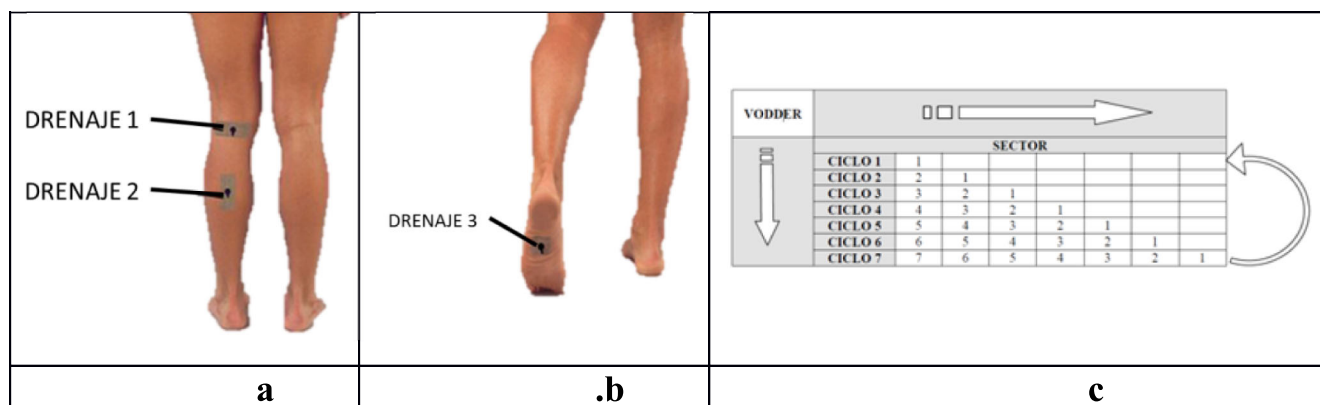 DRENAJE 1
DRENAJE 2
DRENAJE 3
VODDER
SECTOR
CICLO 1 1
CICLO 2 2 1
CICLO 3 3 2 1
CICLO 4 4 3 2 1
CICLO 5 5 4 3 2 1
CICLO 6 6 5 4 3 2 1
CICLO 7 7 6 5 4 3 2 1
a .b c